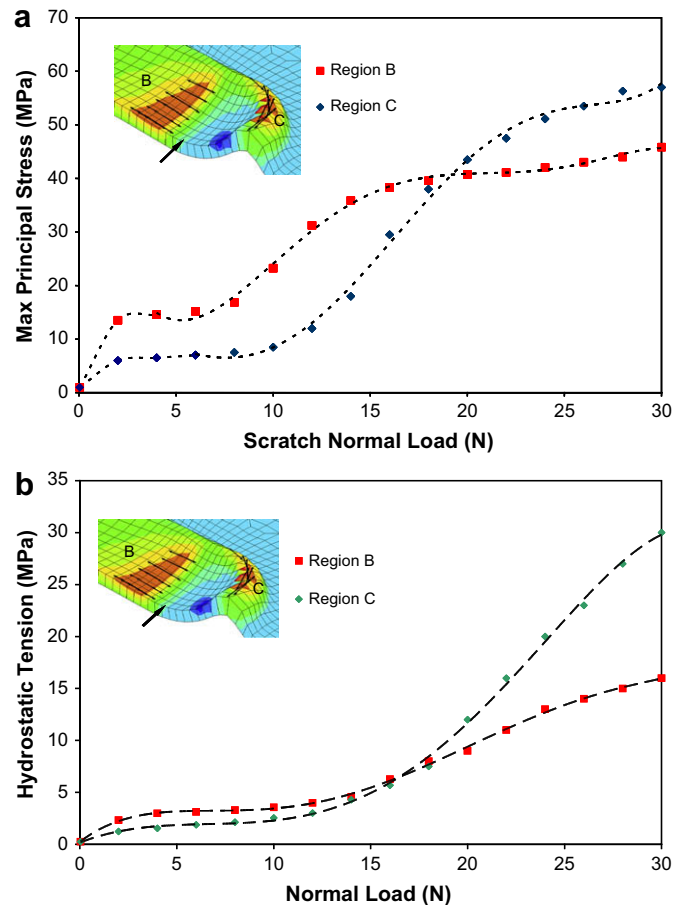 a
Max Principal Stress (MPa)
70
60
50
40
30
20
10
0
B
C
Region B
Region C
0
5
10
15
20
25
30
Scratch Normal Load (N)
b
Hydrostatic Tension (MPa)
35
30
25
20
15
10
5
0
B
C
Region B
Region C
0
5
10
15
20
25
30
Normal Load (N)